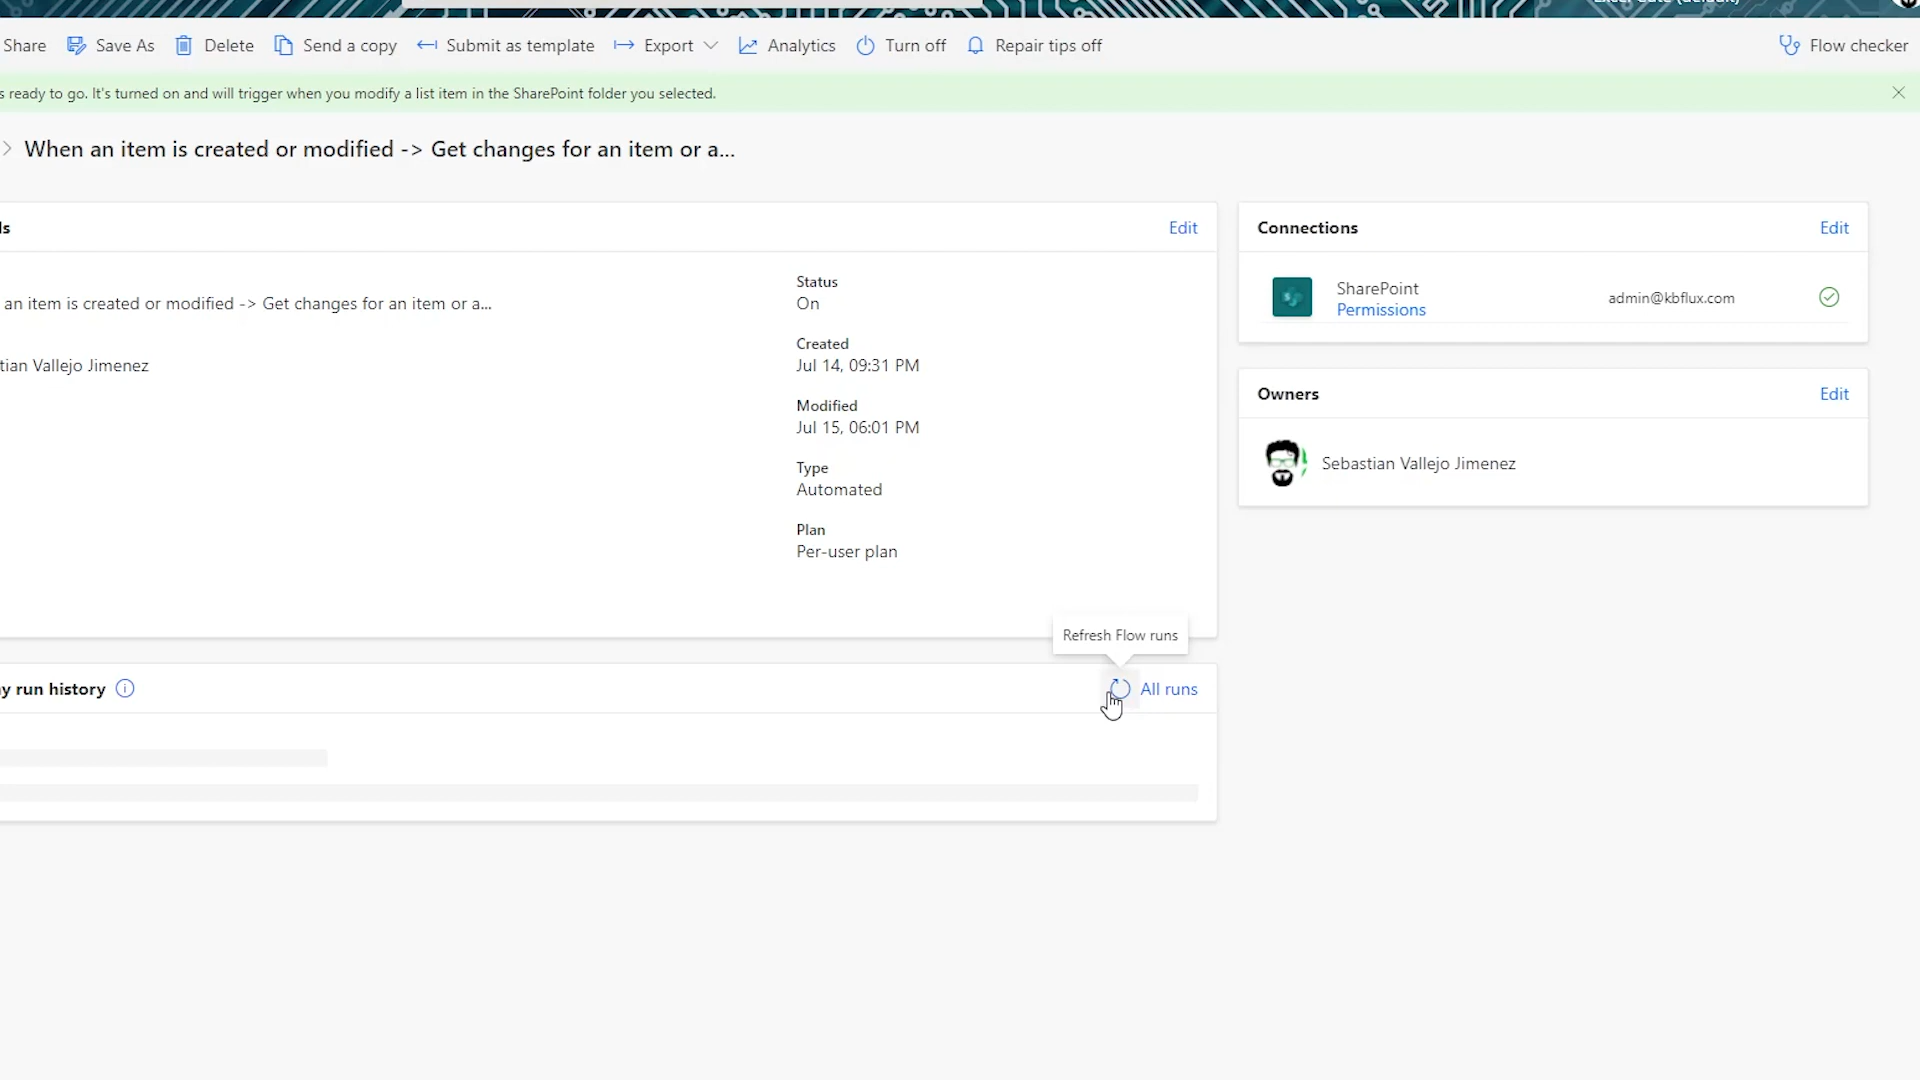 Share Save As Delete Send a copy Submit as template Export Analytics Turn off Repair tips off Flow checker
s ready to go. It's turned on and will trigger when you modify a list item in the SharePoint folder you selected.
When an item is created or modified -> Get changes for an item or a...
ls Edit
an item is created or modified -> Get changes for an item or a...
tian Vallejo Jimenez
Status
On
Created
Jul 14, 09:31 PM
Modified
Jul 15, 06:01 PM
Type
Automated
Plan
Per-user plan
Connections Edit
SharePoint
Permissions
admin@kbflux.com
Owners Edit
Sebastian Vallejo Jimenez
Refresh Flow runs
y run history All runs